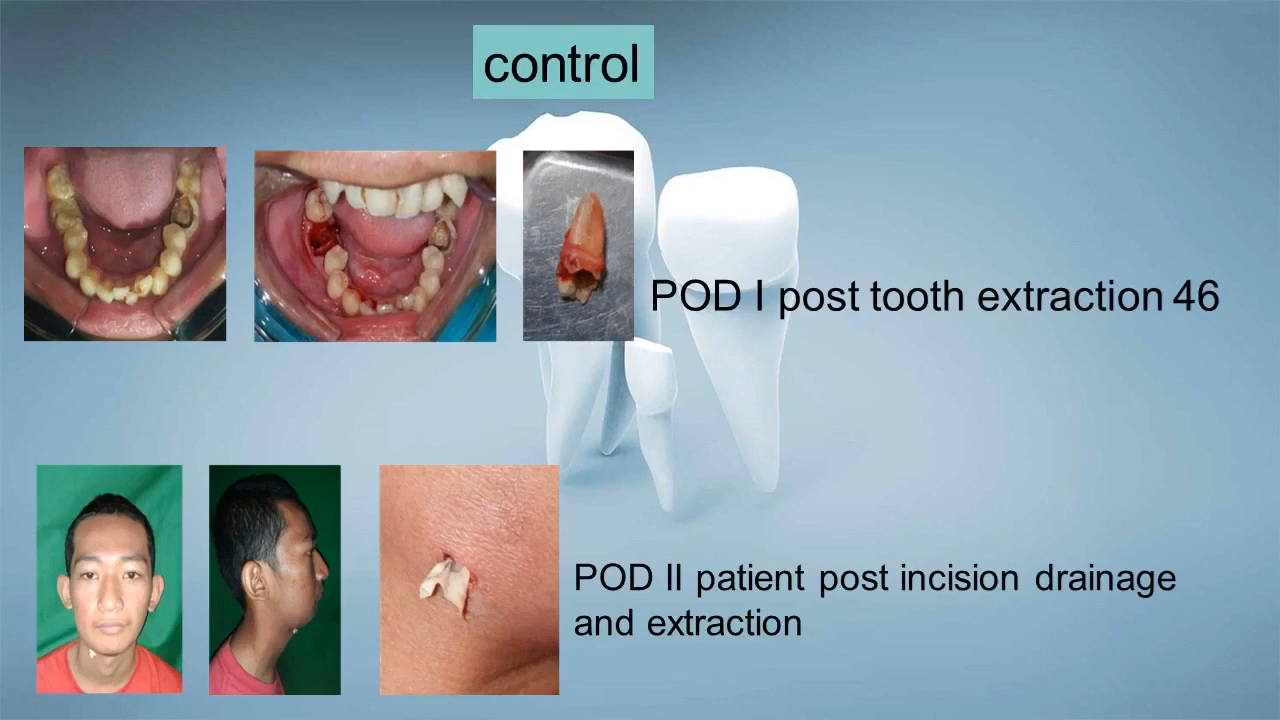 control
POD I post tooth extraction 46
POD II patient post incision drainage
and extraction